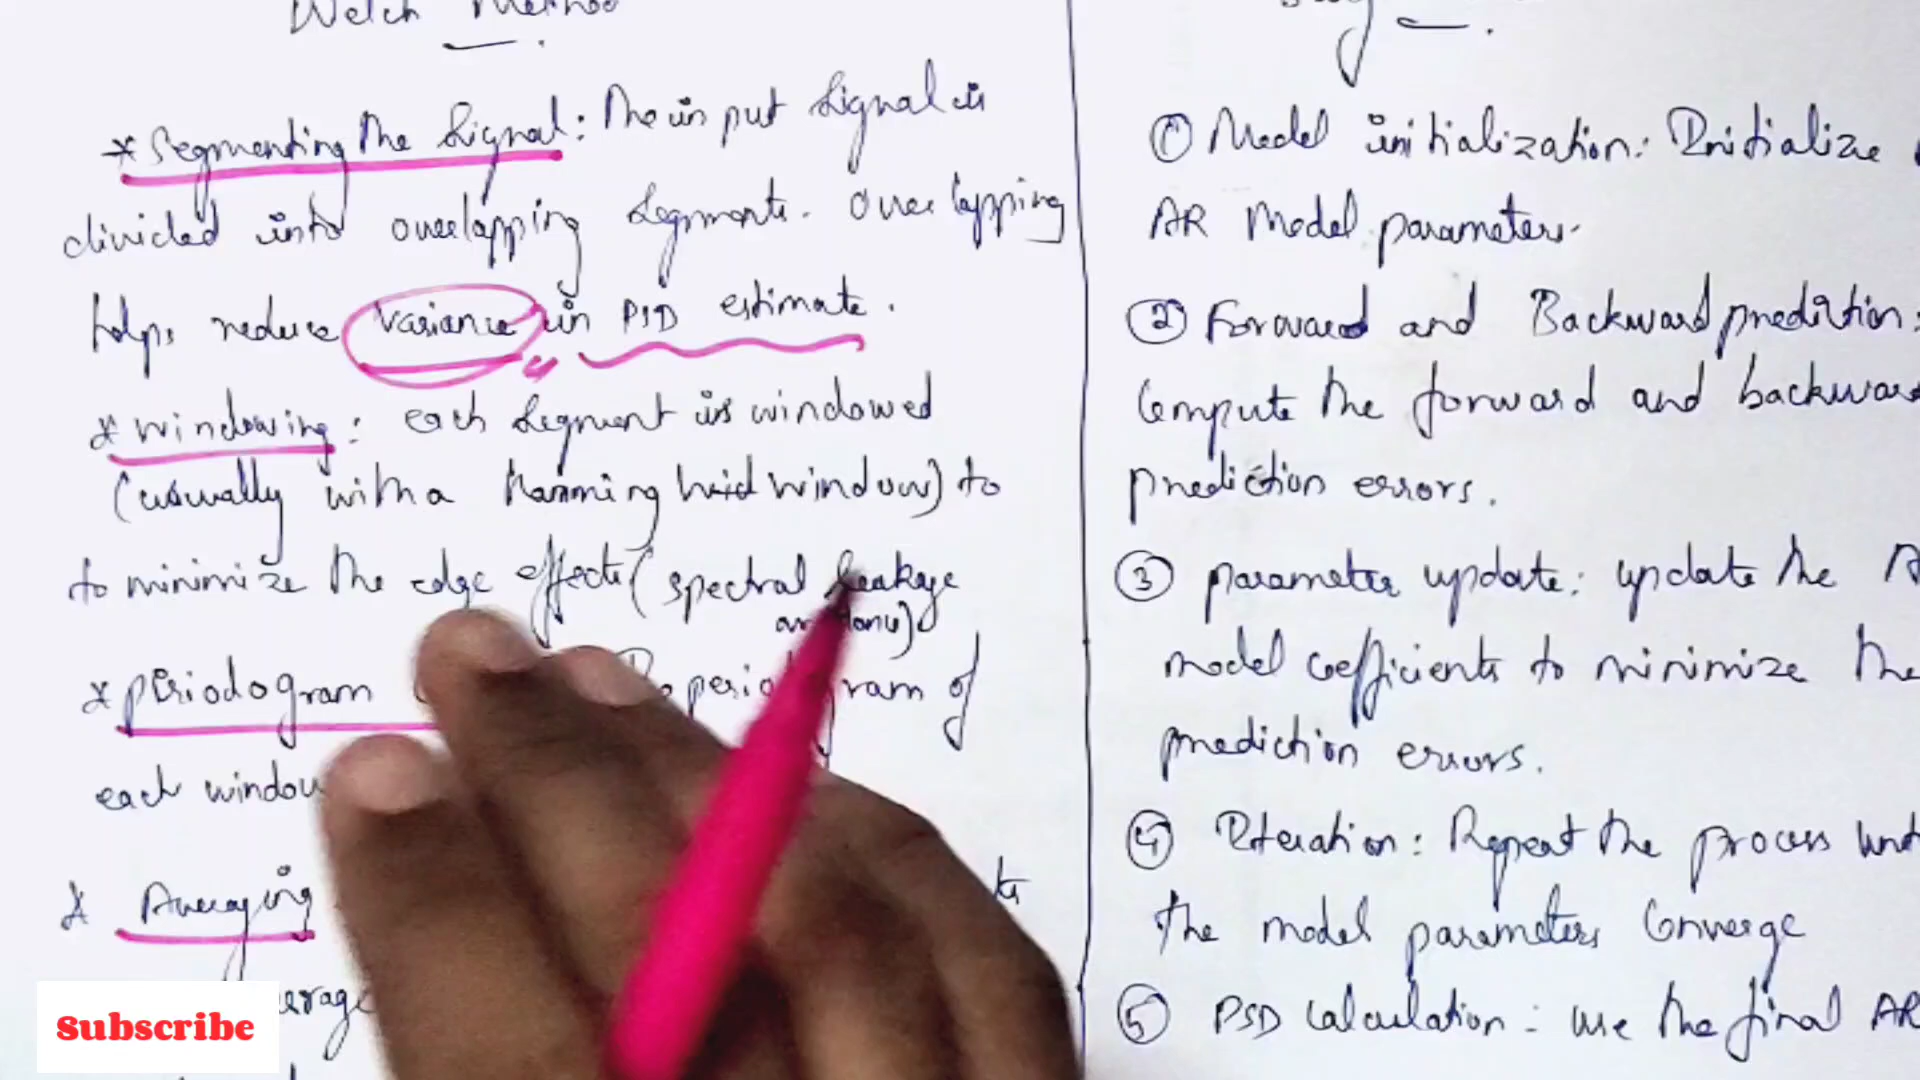 Welch Method
* Segmenting the Signal: The input signal is
divided into overlapping segments. Overlapping
helps reduce variance in PSD estimate.
* Windowing: each segment is windowed
(usually with a Hamming window) to
to minimize the edge effects (spectral leakage
* Periodogram periodogram of
each window
* Averaging
① Model initialization: Initialize
AR Model parameters.
② Forward and Backward prediction:
Compute the forward and backward
prediction errors.
③ parameter update: update the
model coefficients to minimize the
prediction errors.
④ Iteration: Repeat the process
the model parameters converge
⑤ PSD Calculation: use the final AR
Subscribe